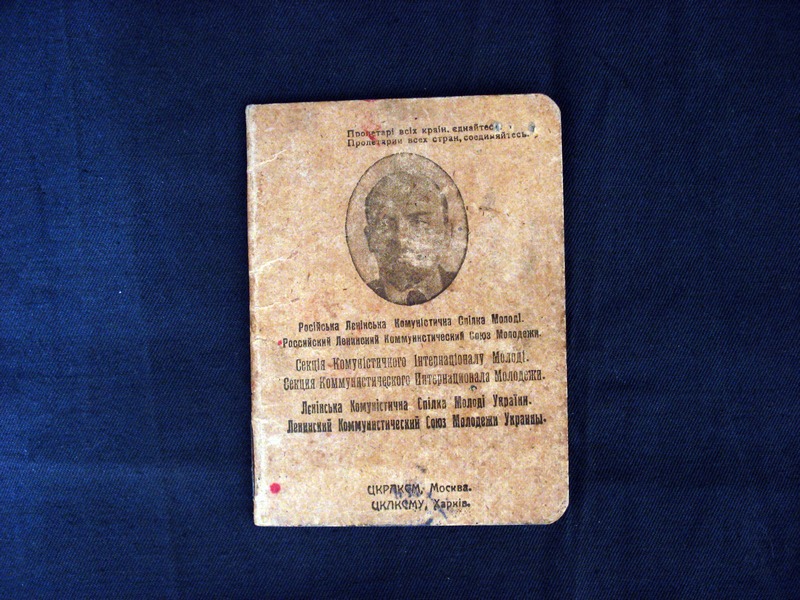 Пролетарі всіх країн, єднайтесь.
Пролетарии всех стран, соединяйтесь.
Російська Ленінська Комуністична Спілка Молоді.
Российский Ленинский Коммунистический Союз Молодежи.
Секція Комуністичного Інтернаціоналу Молоді.
Секция Коммунистического Интернационала Молодежи.
Лєнінська Комуністична Спілка Молоді України.
Ленинский Коммунистический Союз Молодежи Украины.
ЦКРЛКСМ, Москва.
ЦКЛКСМУ, Харків.